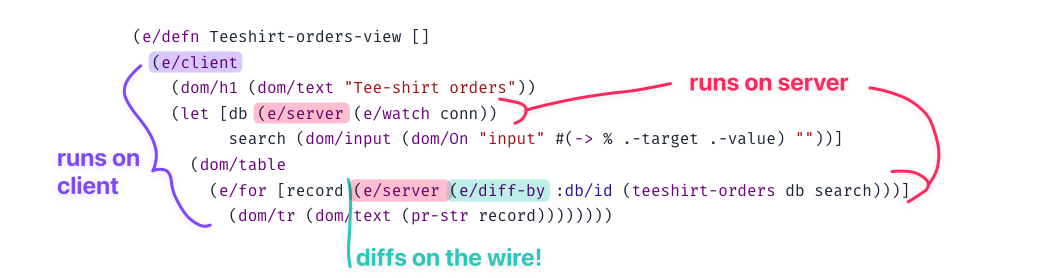 (e/defn Teeshirt-orders-view []
(e/client
(dom/h1 (dom/text "Tee-shirt orders"))
runs on server
(let [db (e/server (e/watch conn))
search (dom/input (dom/On "input" #(-> % .-target .-value) ""))]
runs on
client
(dom/table
(e/for [record (e/server (e/diff-by :db/id (teeshirt-orders db search)))]
(dom/tr (dom/text (pr-str record))))))))
diffs on the wire!